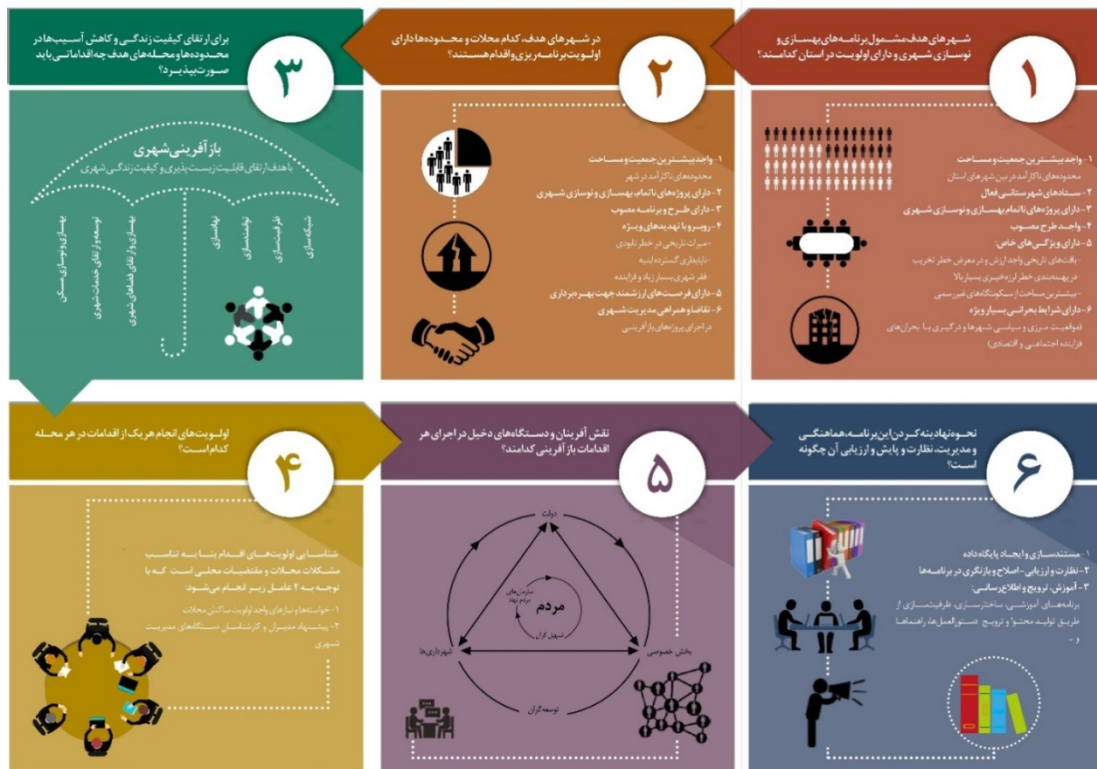 شهرهای هدف مشمول برنامه‌های بهسازی و
نوسازی شهری و دارای اولویت در استان کدامند؟
۱
۱- واجد بیشترین جمعیت و مساحت
محدوده‌های ناکارآمد در بین شهرهای استان
۲- ستادهای شهرستانی فعال
۳- دارای پروژه‌های ناتمام بهسازی و نوسازی شهری
۴- واجد طرح مصوب
۵- دارای ویژگی‌های خاص:
- بافت‌های تاریخی واجد ارزش و در معرض خطر تخریب
- در پهنه‌بندی خطر لرزه‌خیزی بسیار بالا
- بیشترین مساحت از سکونتگاه‌های غیررسمی
۶- دارای شرایط بحرانی بسیار ویژه
(موقعیت مرزی و سیاسی شهرها و درگیری با بحران‌های
فزاینده اجتماعی و اقتصادی)
در شهرهای هدف، کدام محلات و محدوده‌ها دارای
اولویت برنامه‌ریزی و اقدام هستند؟
۲
۱- واجد بیشترین جمعیت و مساحت
محدوده‌های ناکارآمد در شهر
۲- دارای پروژه‌های ناتمام، بهسازی و نوسازی شهری
۳- دارای طرح و برنامه مصوب
۴- روبرو با تهدیدهای ویژه
- میراث تاریخی در خطر نابودی
- ناپایداری گسترده ابنیه
- فقر شهری بسیار زیاد و فزاینده
۵- دارای فرصت‌های ارزشمند جهت بهره‌برداری
۶- تقاضا و همراهی مدیریت شهری
در اجرای پروژه‌های بازآفرینی
برای ارتقای کیفیت زندگی و کاهش آسیب‌ها در
محدوده‌ها و محله‌های هدف چه اقداماتی باید
صورت بپذیرد؟
۳
بازآفرینی شهری
با هدف ارتقای قابلیت زیست‌پذیری و کیفیت زندگی شهری
شبکه‌سازی
ظرفیت‌سازی
توانمندسازی
نهادسازی
بهسازی و ارتقای فضاهای شهری
توسعه و ارتقای خدمات شهری
بهسازی و نوسازی مسکن
اولویت‌های انجام هر یک از اقدامات در هر محله
کدام است؟
۴
شناسایی اولویت‌های اقدام بنا به تناسب
مشکلات محلات و مقتضیات محلی است که با
توجه به ۲ عامل زیر انجام می‌شود:
۱- خواسته‌ها و نیازهای واجد اولویت ساکنین محلات
۲- پیشنهاد مدیران و کارشناسان دستگاه‌های مدیریت
شهری
نقش آفرینان و دستگاه‌های دخیل در اجرای هر
اقدامات بازآفرینی کدامند؟
۵
دولت
سازمان‌های
مردم نهاد
مردم
تسهیل گران
بخش خصوصی
شهرداری‌ها
توسعه‌گران
نحوه نهادینه کردن این برنامه، هماهنگی
و مدیریت، نظارت و پایش و ارزیابی آن چگونه
است؟
۶
۱- مستندسازی و ایجاد پایگاه داده
۲- نظارت و ارزیابی - اصلاح و بازنگری در برنامه‌ها
۳- آموزش، ترویج و اطلاع‌رسانی:
برنامه‌های آموزشی، ساختارسازی، ظرفیت‌سازی از
طریق تولید محتوا و ترویج دستورالعمل‌ها، راهنماها
و -